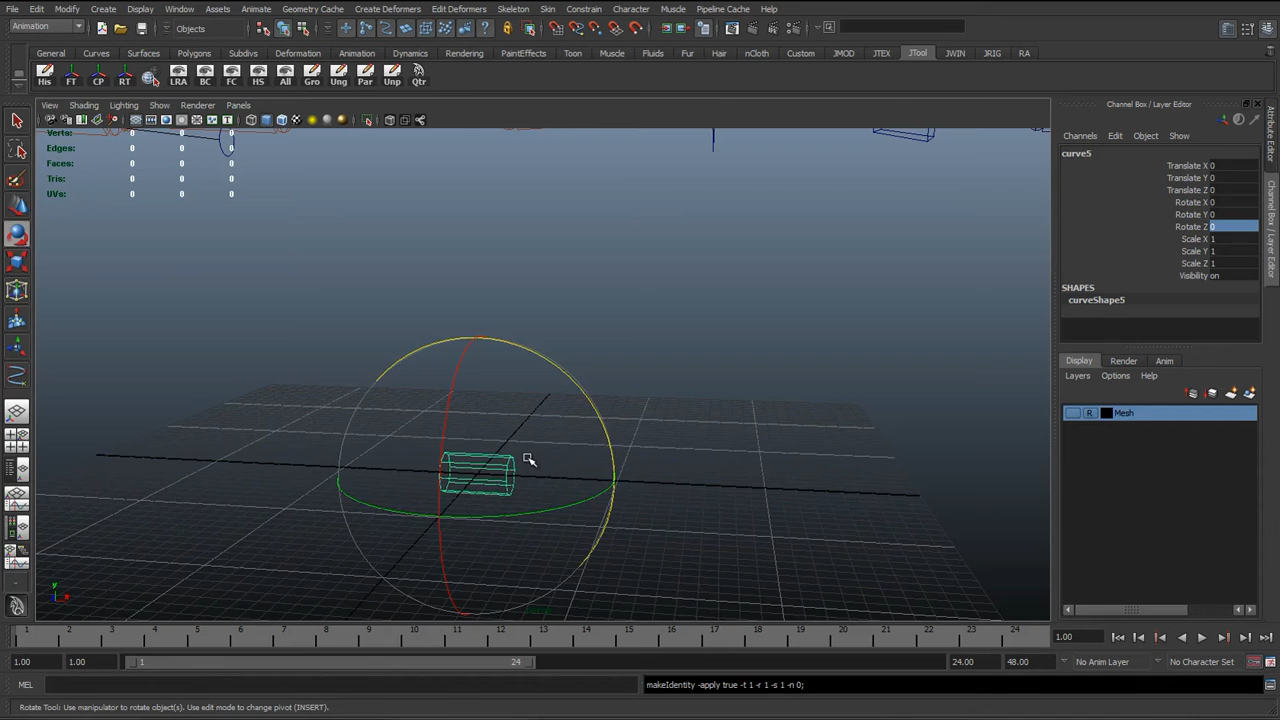 File Edit Modify Create Display Window Assets Animate Geometry Cache Create Deformers Edit Deformers Skeleton Skin Constrain Character Muscle Pipeline Cache Help
Animation Objects
General Curves Surfaces Polygons Subdivs Deformation Animation Dynamics Rendering PaintEffects Toon Muscle Fluids Fur Hair nCloth Custom JMOD JTEX JTool JWIN JRIG RA
His FT CP RT LRA BC FC HS All Gro Ung Par Unp Qtr
View Shading Lighting Show Renderer Panels
Verts: 0 0 0
Edges: 0 0 0
Faces: 0 0 0
Tris: 0 0 0
UVs: 0 0 0
y
x
Channel Box / Layer Editor
Channels Edit Object Show
curve5
Translate X 0
Translate Y 0
Translate Z 0
Rotate X 0
Rotate Y 0
Rotate Z 0
Scale X 1
Scale Y 1
Scale Z 1
Visibility on
SHAPES
curveShape5
Display Render Anim
Layers Options Help
R Mesh
Attribute Editor
Channel Box / Layer Editor
1 2 3 4 5 6 7 8 9 10 11 12 13 14 15 16 17 18 19 20 21 22 23 24 1.00
1.00 1.00 1 24 24.00 48.00 No Anim Layer No Character Set
MEL makeIdentity -apply true -t 1 -r 1 -s 1 -n 0;
Rotate Tool: Use manipulator to rotate object(s). Use edit mode to change pivot (INSERT).